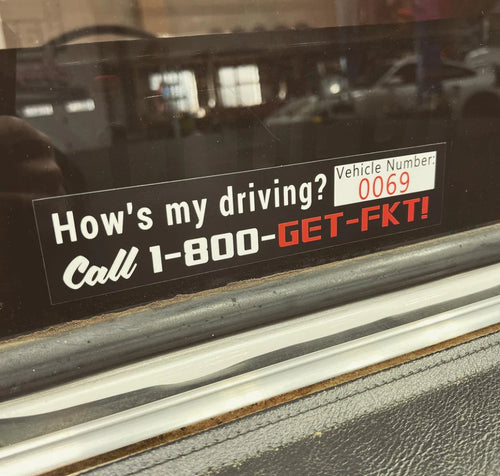 How's my driving?
Vehicle Number:
0069
Call 1-800-GET-FKT!